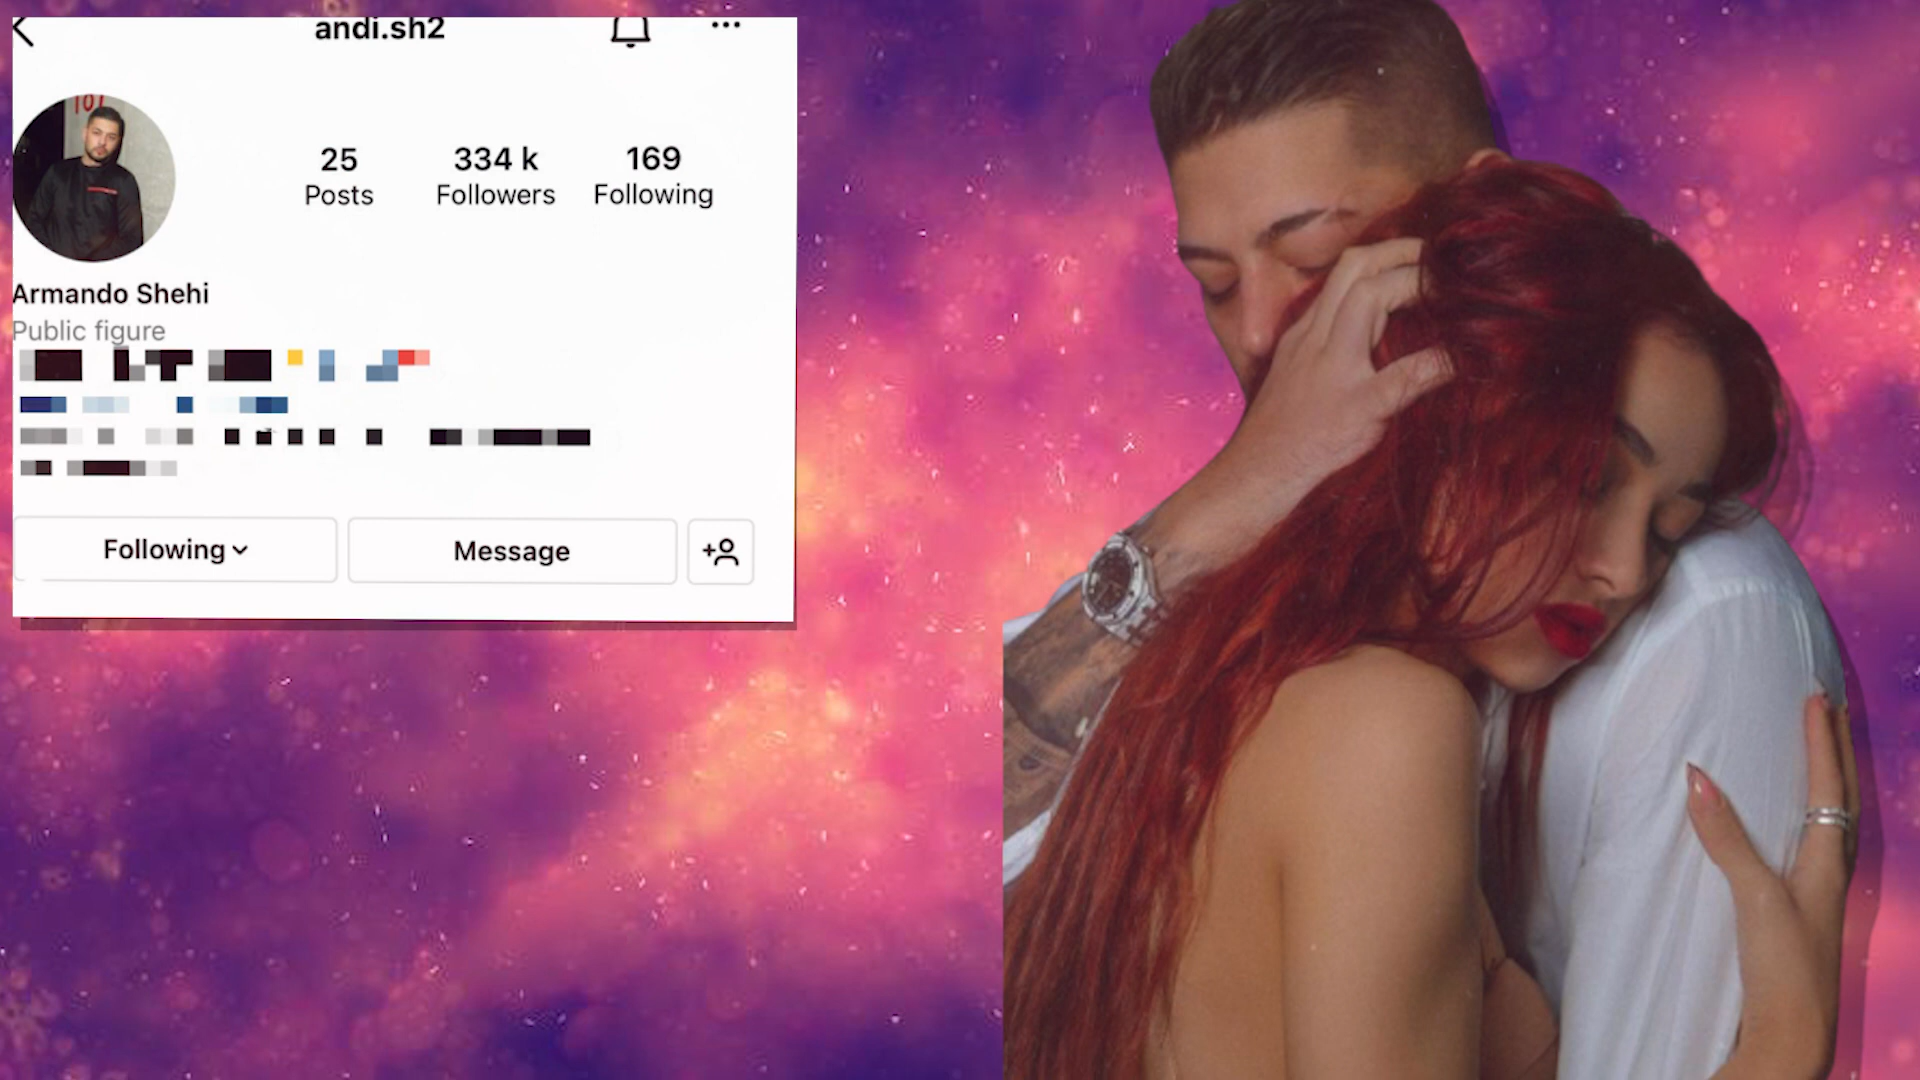 andi.sh2
25
Posts
334 k
Followers
169
Following
Armando Shehi
Public figure
Following
Message